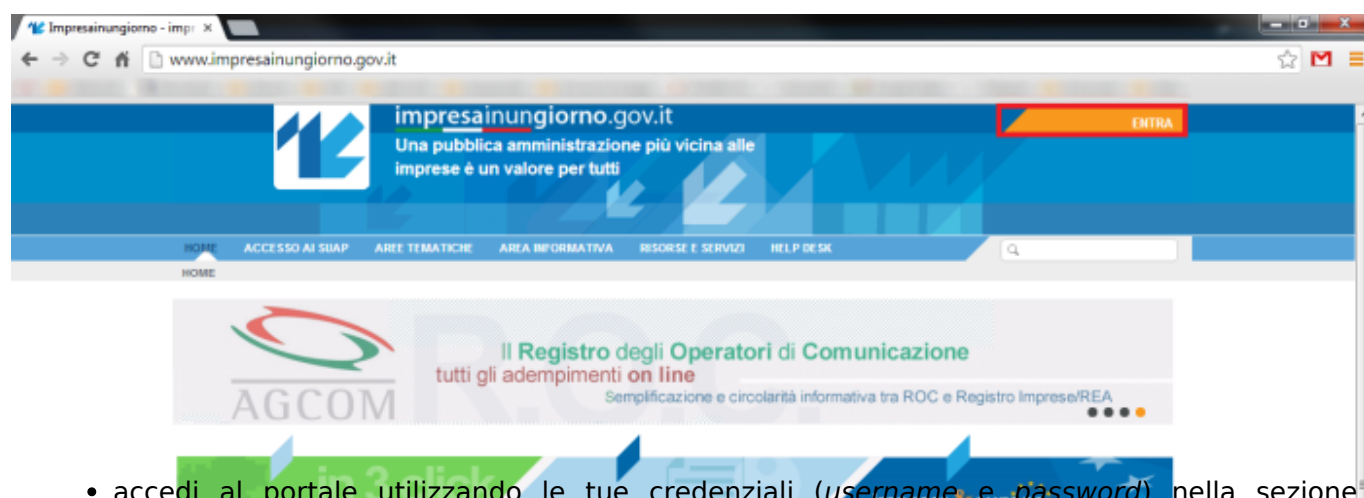 Impresainungiorno - impr
www.impresainungiorno.gov.it
impresainungiorno.gov.it
ENTRA
Una pubblica amministrazione più vicina alle
imprese è un valore per tutti
HOME ACCESSO AI SUAP AREE TEMATICHE AREA INFORMATIVA RISORSE E SERVIZI HELP DESK
HOME
R.O.C.
Il Registro degli Operatori di Comunicazione
tutti gli adempimenti on line
Semplificazione e circolarità informativa tra ROC e Registro Imprese/REA
AGCOM
in 3 click
• accedi al portale utilizzando le tue credenziali (username e password) nella sezione